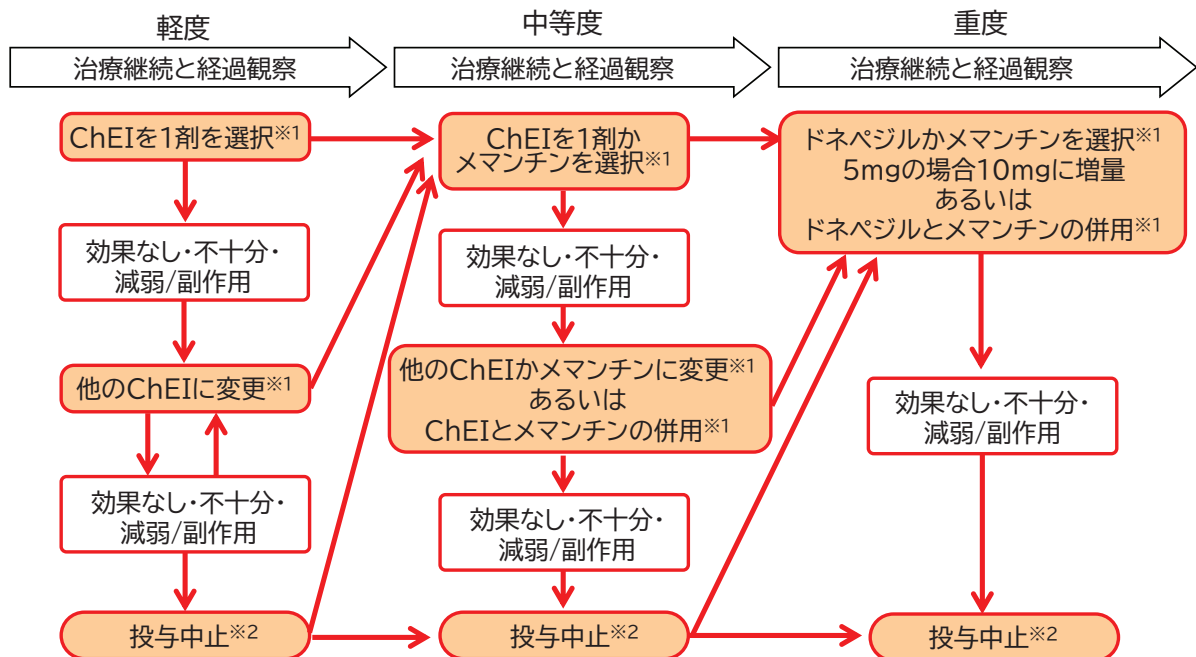 軽度
治療継続と経過観察
ChEIを1剤を選択※1
効果なし・不十分・
減弱/副作用
他のChEIに変更※1
効果なし・不十分・
減弱/副作用
投与中止※2
中等度
治療継続と経過観察
ChEIを1剤か
メマンチンを選択※1
効果なし・不十分・
減弱/副作用
他のChEIかメマンチンに変更※1
あるいは
ChEIとメマンチンの併用※1
効果なし・不十分・
減弱/副作用
投与中止※2
重度
治療継続と経過観察
ドネペジルかメマンチンを選択※1
5mgの場合10mgに増量
あるいは
ドネペジルとメマンチンの併用※1
効果なし・不十分・
減弱/副作用
投与中止※2